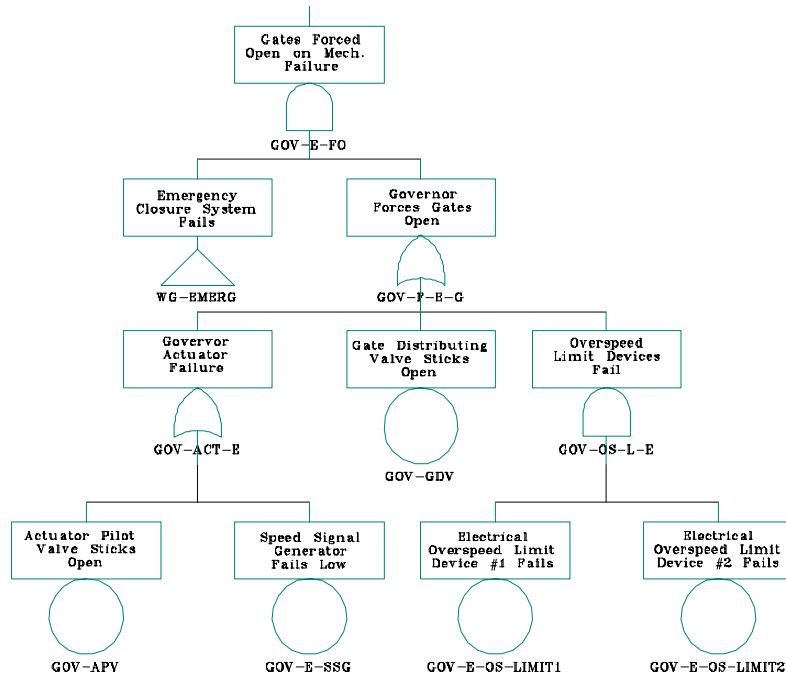 Gates Forced
Open on Mech.
Failure
GOV-E-FO
Emergency
Closure System
Fails
WG-EMERG
Governor
Forces Gates
Open
GOV-F-E-G
Governor
Actuator
Failure
GOV-ACT-E
Gate Distributing
Valve Sticks
Open
GOV-GDV
Overspeed
Limit Devices
Fail
GOV-OS-L-E
Actuator Pilot
Valve Sticks
Open
GOV-APV
Speed Signal
Generator
Fails Low
GOV-E-SSG
Electrical
Overspeed Limit
Device #1 Fails
GOV-E-OS-LIMIT1
Electrical
Overspeed Limit
Device #2 Fails
GOV-E-OS-LIMIT2